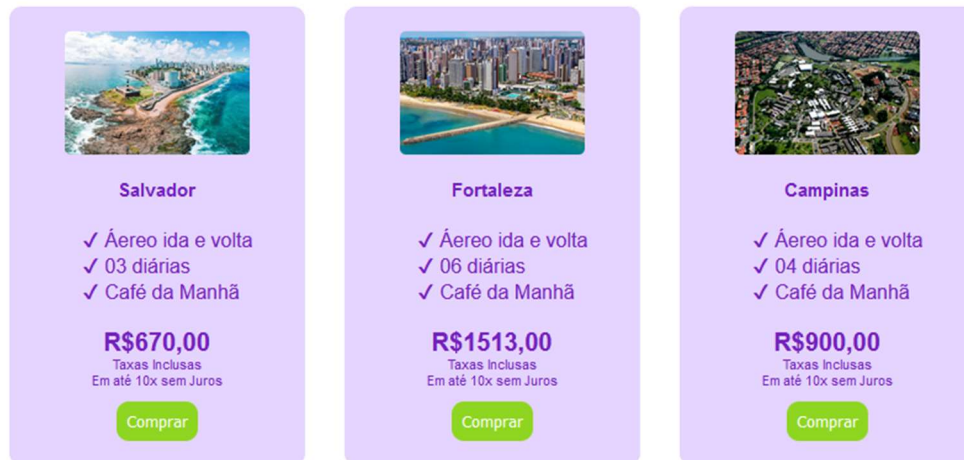 Salvador
✓ Áereo ida e volta
✓ 03 diárias
✓ Café da Manhã
R$670,00
Taxas Inclusas
Em até 10x sem Juros
Comprar
Fortaleza
✓ Áereo ida e volta
✓ 06 diárias
✓ Café da Manhã
R$1513,00
Taxas Inclusas
Em até 10x sem Juros
Comprar
Campinas
✓ Áereo ida e volta
✓ 04 diárias
✓ Café da Manhã
R$900,00
Taxas Inclusas
Em até 10x sem Juros
Comprar